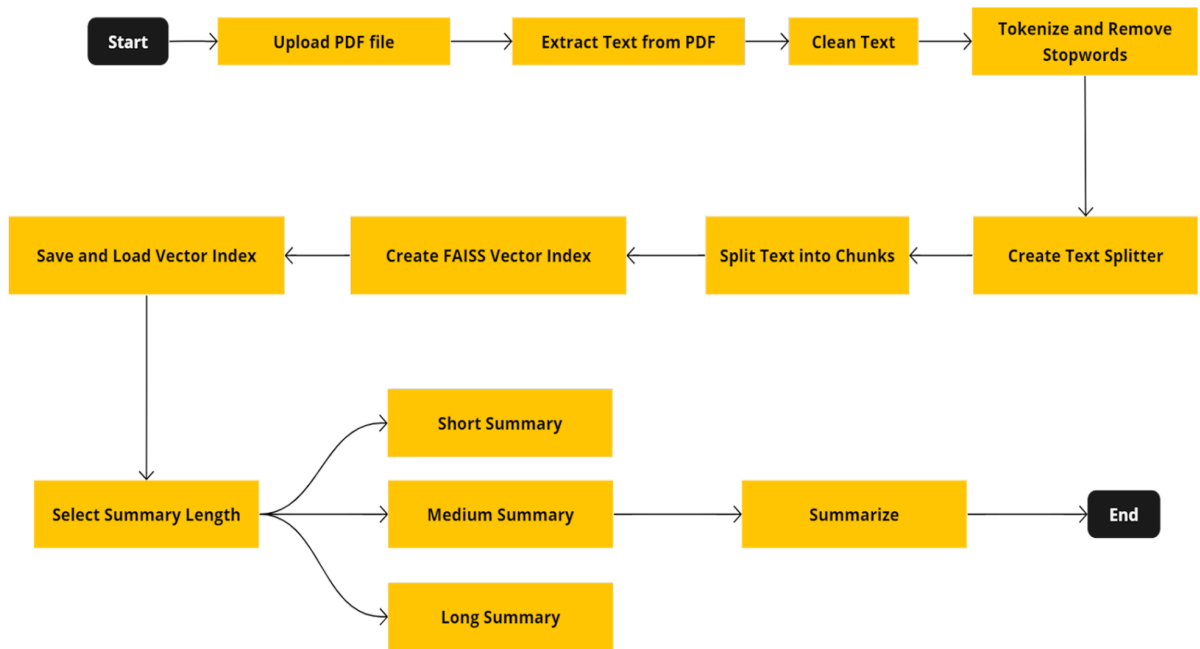 Start
Upload PDF file
Extract Text from PDF
Clean Text
Tokenize and Remove
Stopwords
Create Text Splitter
Split Text into Chunks
Create FAISS Vector Index
Save and Load Vector Index
Select Summary Length
Short Summary
Medium Summary
Long Summary
Summarize
End